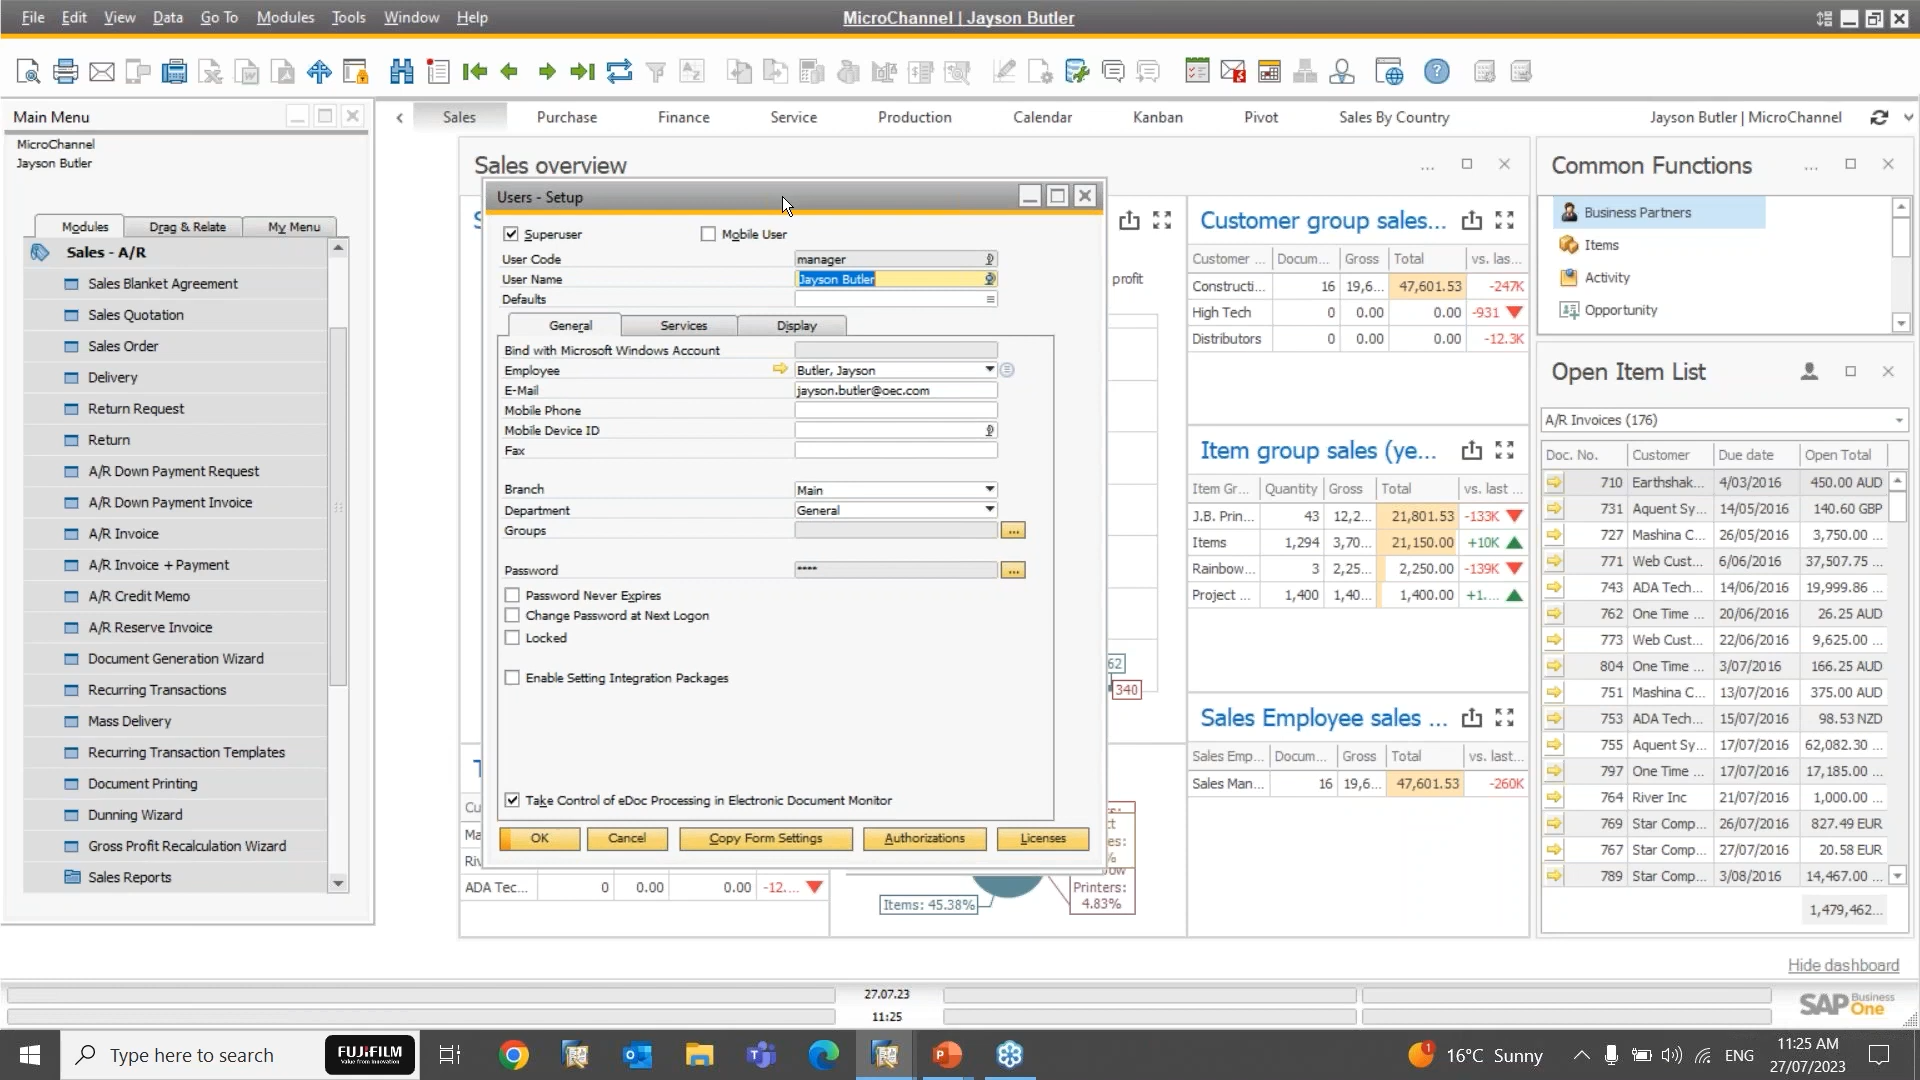 File Edit View Data Go To Modules Tools Window Help
MicroChannel | Jayson Butler
Main Menu
MicroChannel
Jayson Butler
Modules Drag & Relate My Menu
Sales - A/R
Sales Blanket Agreement
Sales Quotation
Sales Order
Delivery
Return Request
Return
A/R Down Payment Request
A/R Down Payment Invoice
A/R Invoice
A/R Invoice + Payment
A/R Credit Memo
A/R Reserve Invoice
Document Generation Wizard
Recurring Transactions
Mass Delivery
Recurring Transaction Templates
Document Printing
Dunning Wizard
Gross Profit Recalculation Wizard
Sales Reports
Sales Purchase Finance Service Production Calendar Kanban Pivot Sales By Country
Jayson Butler | MicroChannel
Sales overview
Users - Setup
Superuser Mobile User
User Code manager
User Name Jayson Butler
Defaults
General Services Display
Bind with Microsoft Windows Account
Employee Butler, Jayson
E-Mail jayson.butler@oec.com
Mobile Phone
Mobile Device ID
Fax
Branch Main
Department General
Groups ...
Password **** ...
Password Never Expires
Change Password at Next Logon
Locked
Enable Setting Integration Packages
Take Control of eDoc Processing in Electronic Document Monitor
OK Cancel Copy Form Settings Authorizations Licenses
profit
62
340
Cu
Ma
Riv
ADA Tec... 0 0.00 0.00 -12....
Items: 45.38%
Printers:
4.83%
Customer group sales...
Customer ... Docum... Gross Total vs. las...
Constructi... 16 19,6... 47,601.53 -247K
High Tech 0 0.00 0.00 -931
Distributors 0 0.00 0.00 -12.3K
Item group sales (ye...
Item Gr... Quantity Gross Total vs. last ...
J.B. Prin... 43 12,2... 21,801.53 -133K
Items 1,294 3,70... 21,150.00 +10K
Rainbow... 3 2,25... 2,250.00 -139K
Project ... 1,400 1,40... 1,400.00 +1....
Sales Employee sales ...
Sales Emp... Docum... Gross Total vs. last...
Sales Man... 16 19,6... 47,601.53 -260K
Common Functions
Business Partners
Items
Activity
Opportunity
Open Item List
A/R Invoices (176)
Doc. No. Customer Due date Open Total
710 Earthshak... 4/03/2016 450.00 AUD
731 Aquent Sy... 14/05/2016 140.60 GBP
727 Mashina C... 26/05/2016 3,750.00 ...
771 Web Cust... 6/06/2016 37,507.75 ...
743 ADA Tech... 14/06/2016 19,999.86 ...
762 One Time ... 20/06/2016 26.25 AUD
773 Web Cust... 22/06/2016 9,625.00 ...
804 One Time ... 3/07/2016 166.25 AUD
751 Mashina C... 13/07/2016 375.00 AUD
753 ADA Tech... 15/07/2016 98.53 NZD
755 Aquent Sy... 17/07/2016 62,082.30 ...
797 One Time ... 17/07/2016 17,185.00 ...
764 River Inc 21/07/2016 1,000.00 ...
769 Star Comp... 26/07/2016 827.49 EUR
767 Star Comp... 27/07/2016 20.58 EUR
789 Star Comp... 3/08/2016 14,467.00 ...
1,479,462...
Hide dashboard
27.07.23
11:25
SAP Business One
Type here to search
FUJIFILM
Value from Innovation
16°C Sunny
ENG
11:25 AM
27/07/2023